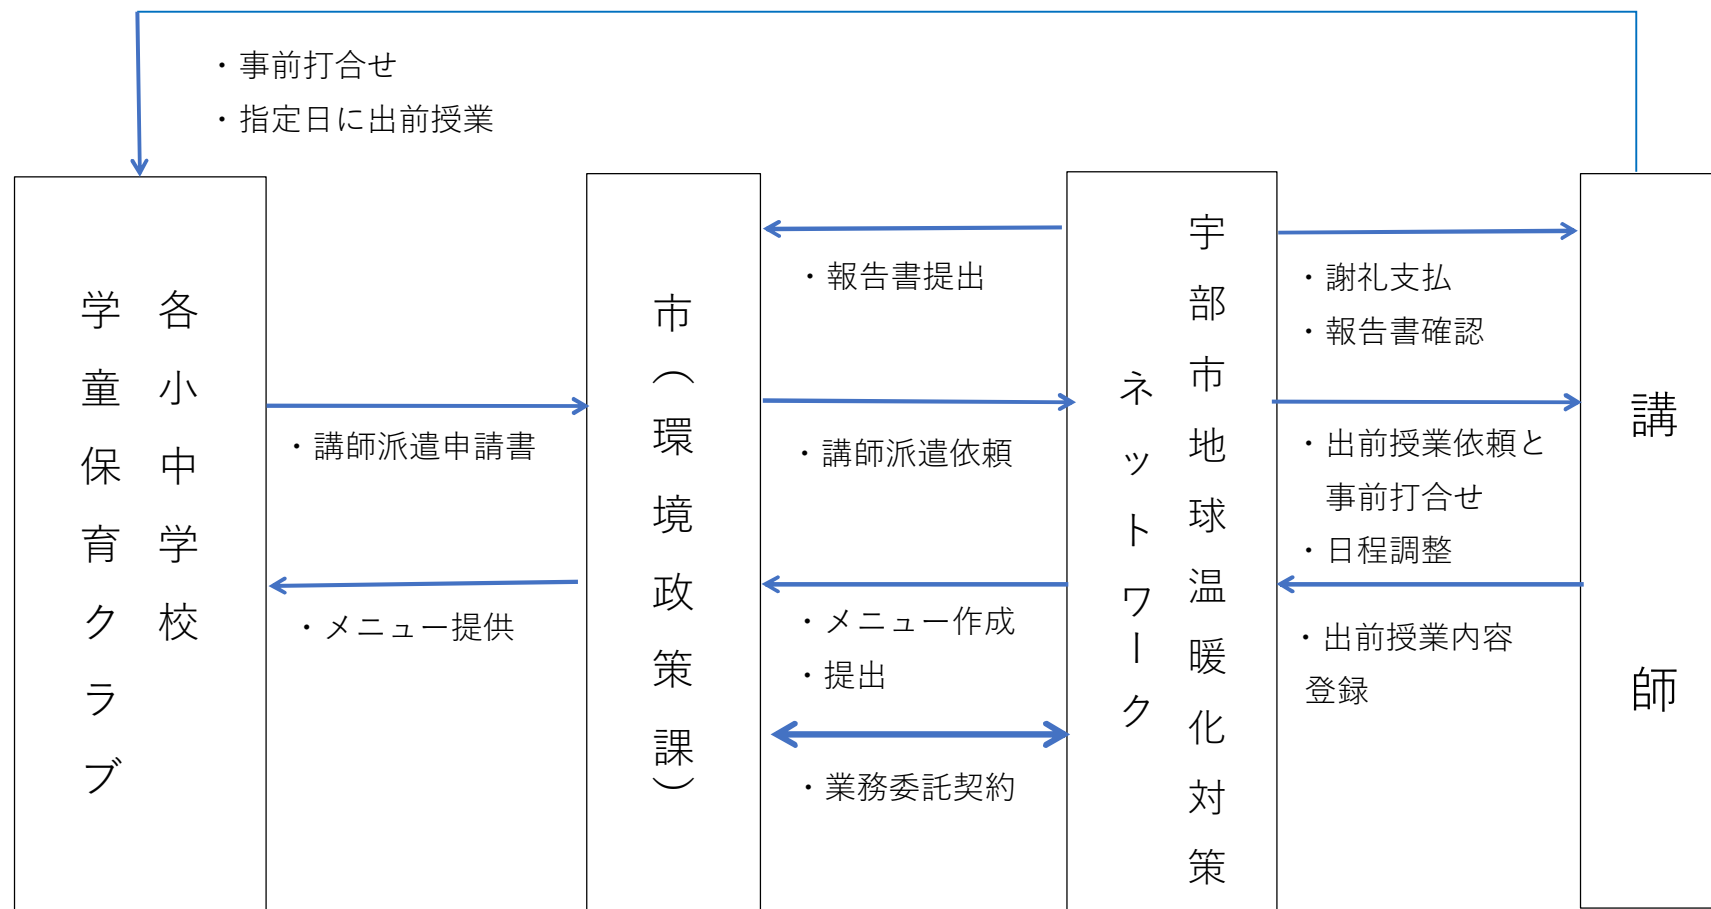 ・事前打合せ
・指定日に出前授業
各小中学校
学童保育クラブ
・講師派遣申請書
・メニュー提供
市（環境政策課）
・報告書提出
・講師派遣依頼
・メニュー作成
・提出
・業務委託契約
宇部市地球温暖化対策
ネットワーク
・謝礼支払
・報告書確認
・出前授業依頼と
事前打合せ
・日程調整
・出前授業内容
登録
講師